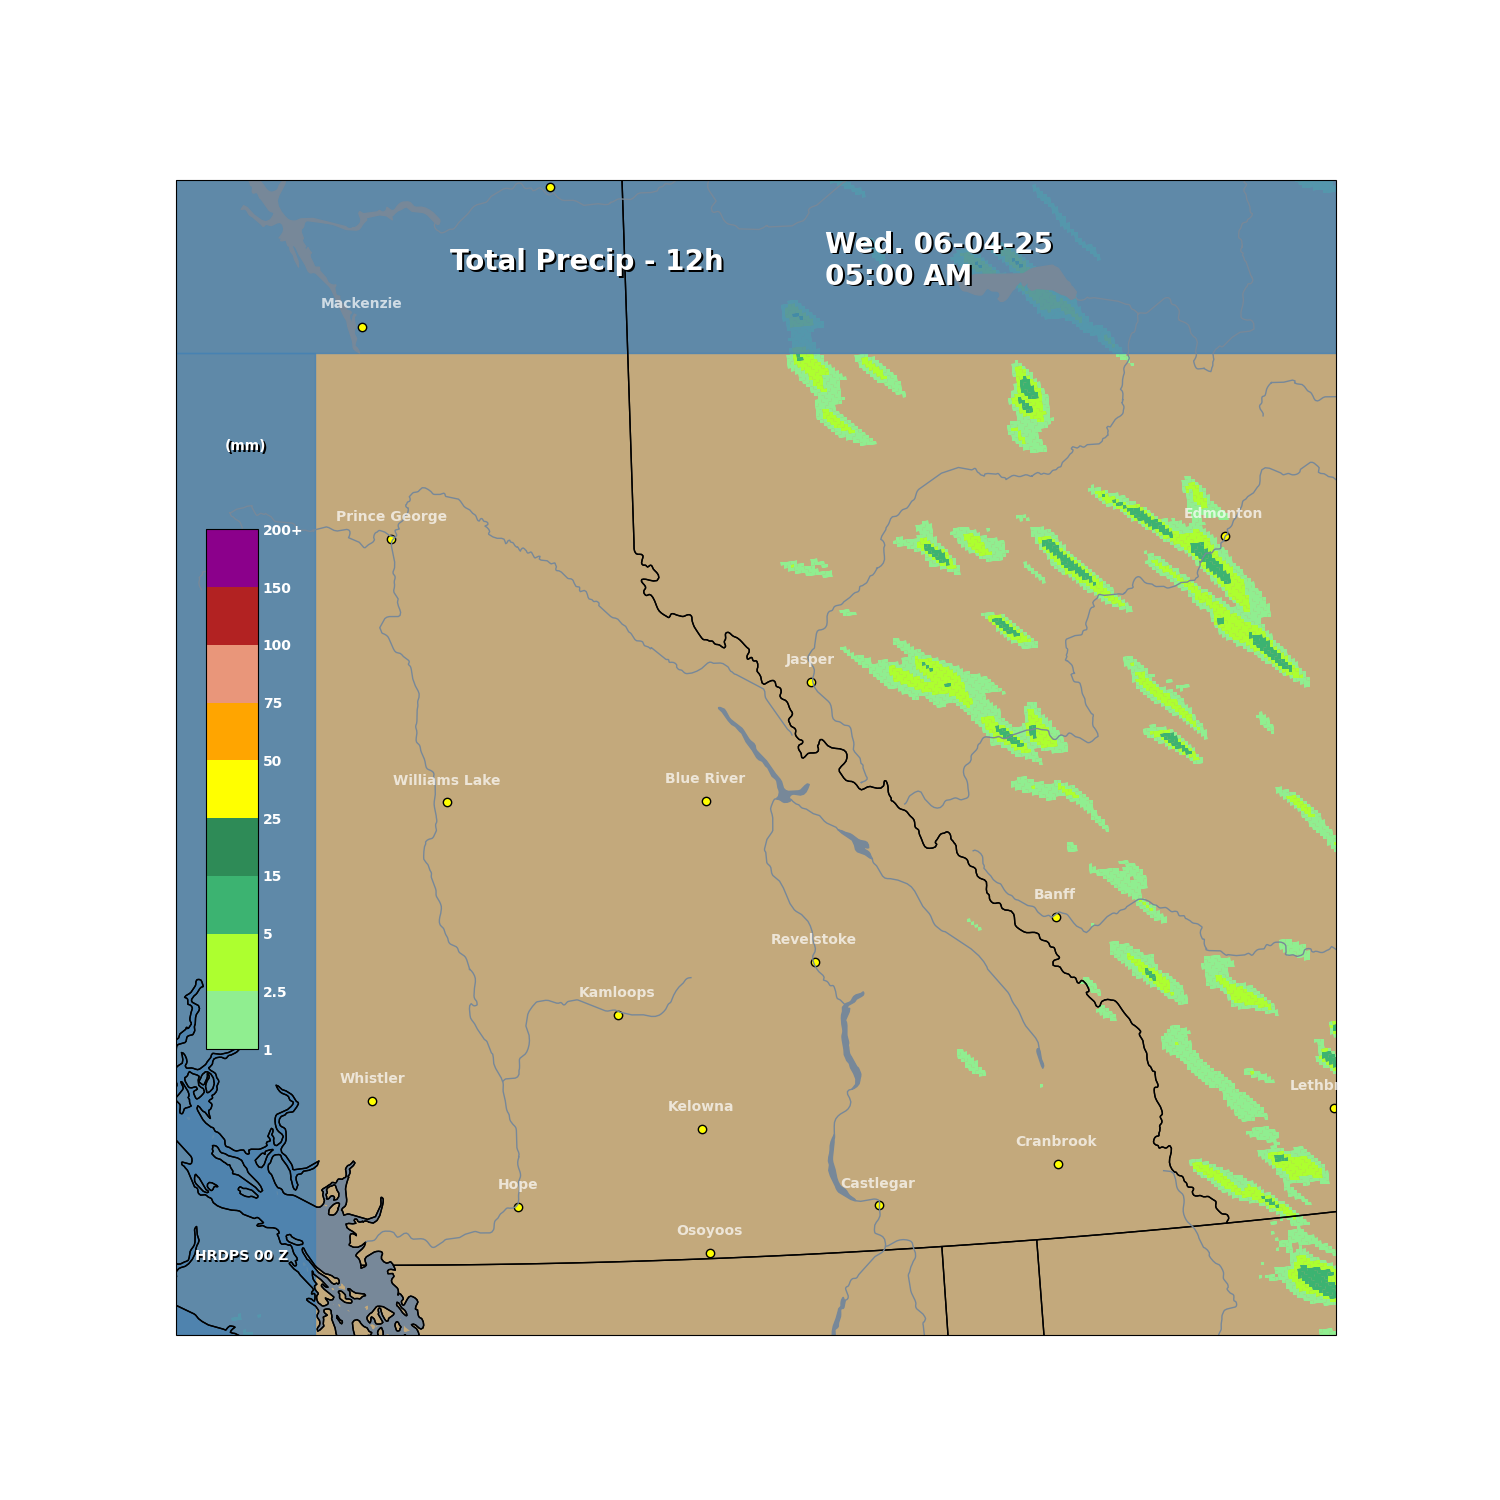 Wed. 06-04-25
Total Precip - 12h
05:00 AM
Mackenzie
(mm)
Edmonton
Prince George
200+
150
100
Jasper
75
50
Blue River
Williams Lake
25
15
Banff
5
Revelstoke
2.5
Kamloops
1
Whistler
Lethbr
Kelowna
Cranbrook
Castlegar
Hope
Osoyoos
HRDPS 00 Z